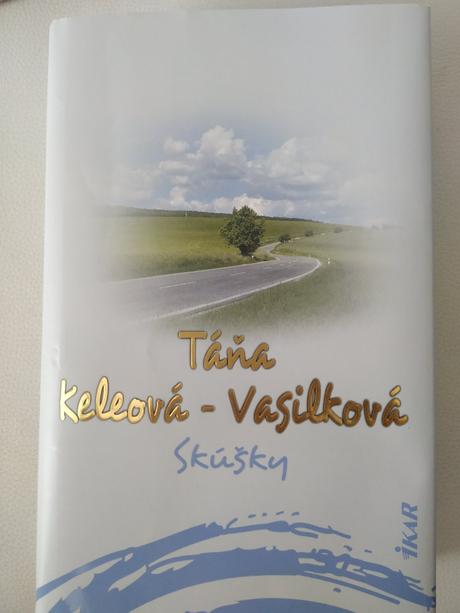 Táňa
Keleová - Vasilková
Skúšky
IKAR